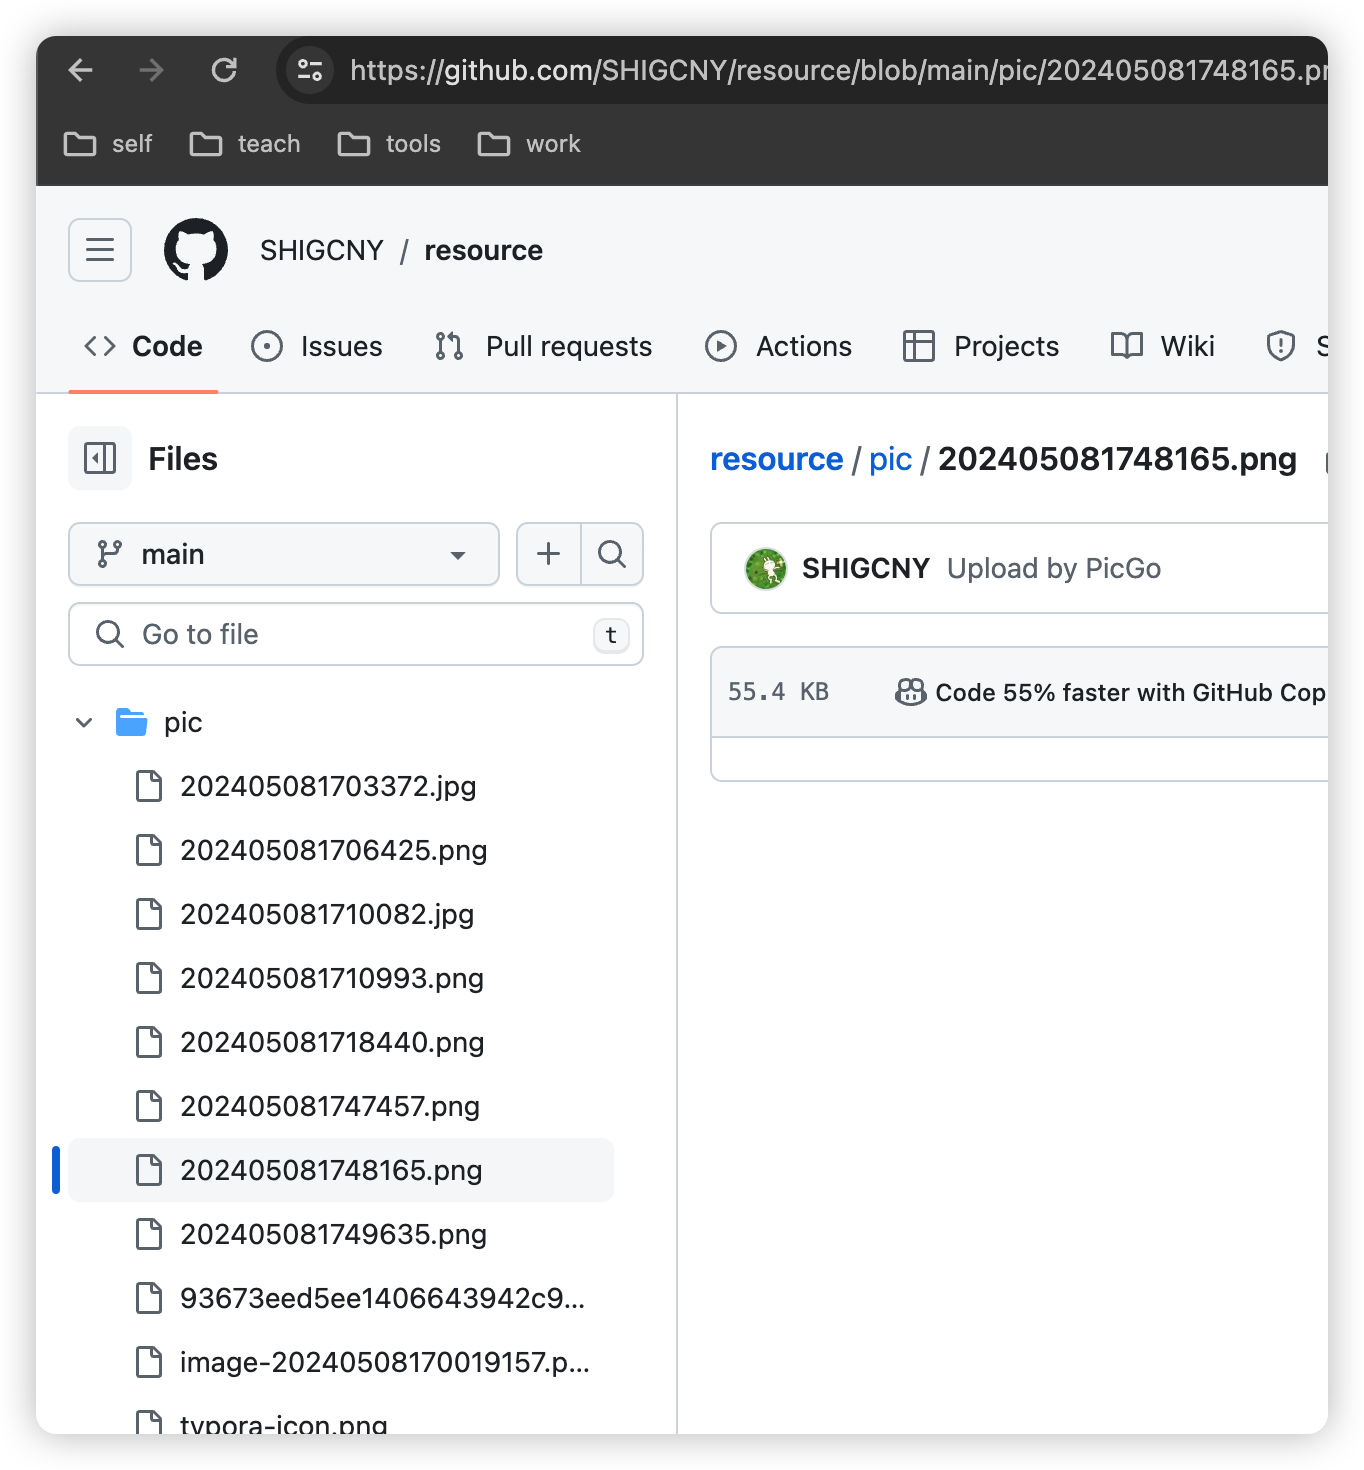 https://github.com/SHIGCNY/resource/blob/main/pic/202405081748165.pn
self teach tools work
SHIGCNY / resource
Code Issues Pull requests Actions Projects Wiki S
Files
resource / pic / 202405081748165.png
main
SHIGCNY Upload by PicGo
Go to file t
55.4 KB Code 55% faster with GitHub Cop
pic
202405081703372.jpg
202405081706425.png
202405081710082.jpg
202405081710993.png
202405081718440.png
202405081747457.png
202405081748165.png
202405081749635.png
93673eed5ee1406643942c9...
image-20240508170019157.p...
typora-icon.png